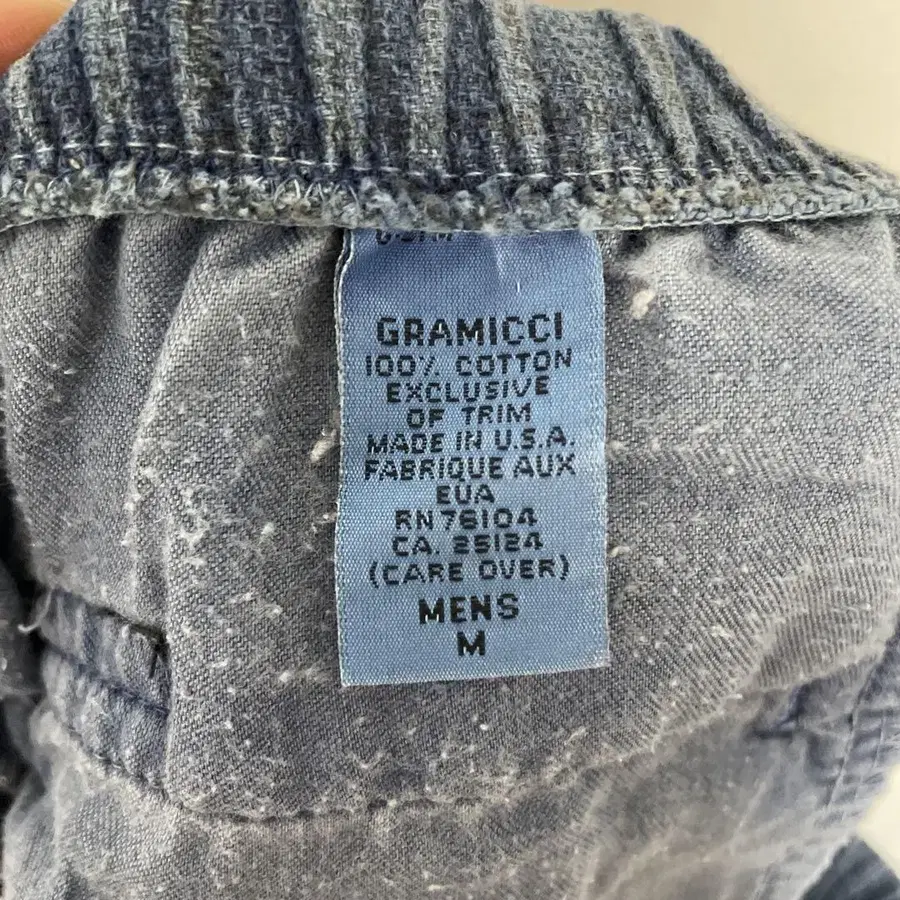 GRAMICCI
100% COTTON
EXCLUSIVE
OF TRIM
MADE IN U.S.A.
FABRIQUE AUX
EUA
RN 76104
CA. 25124
(CARE OVER)
MENS
M